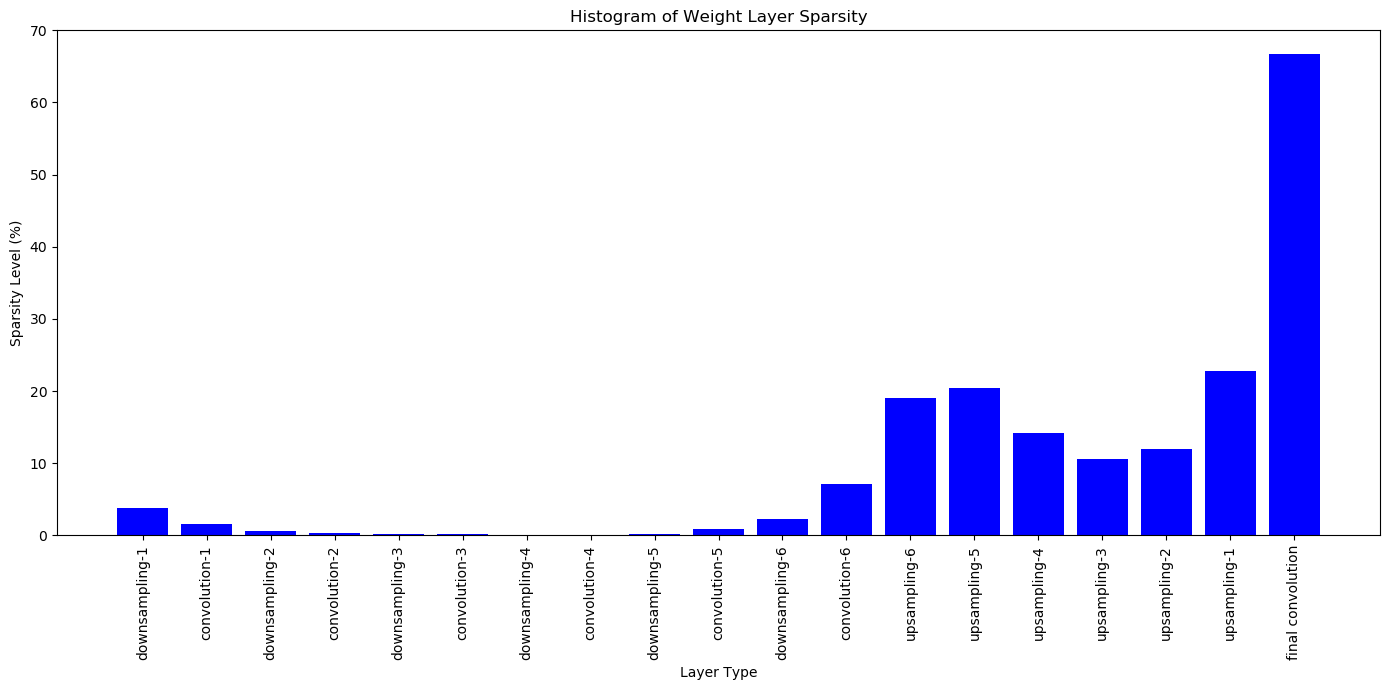 Histogram of Weight Layer Sparsity
Sparsity Level (%)
70
60
50
40
30
20
10
0
downsampling-1
convolution-1
downsampling-2
convolution-2
downsampling-3
convolution-3
downsampling-4
convolution-4
downsampling-5
convolution-5
downsampling-6
convolution-6
upsampling-6
upsampling-5
upsampling-4
upsampling-3
upsampling-2
upsampling-1
final convolution
Layer Type